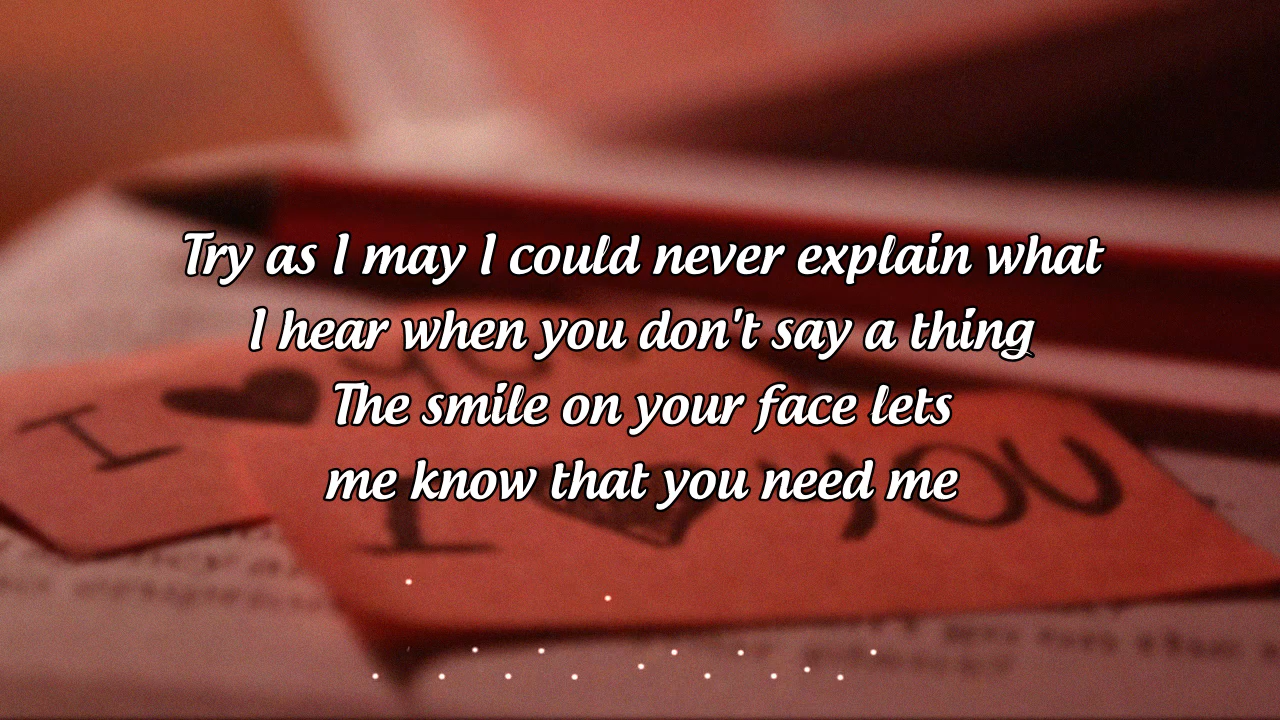 Try as I may I could never explain what
I hear when you don't say a thing
The smile on your face lets
me know that you need me
I ♥ YOU
I ♥ YOU